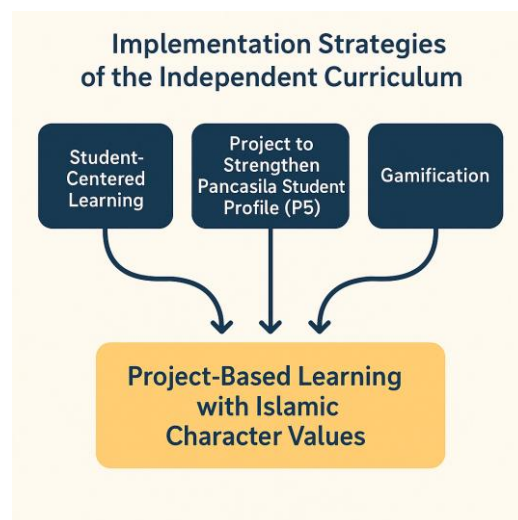 Implementation Strategies
of the Independent Curriculum
Student-
Centered
Learning
Project to
Strengthen
Pancasila Student
Profile (P5)
Gamification
Project-Based Learning
with Islamic
Character Values